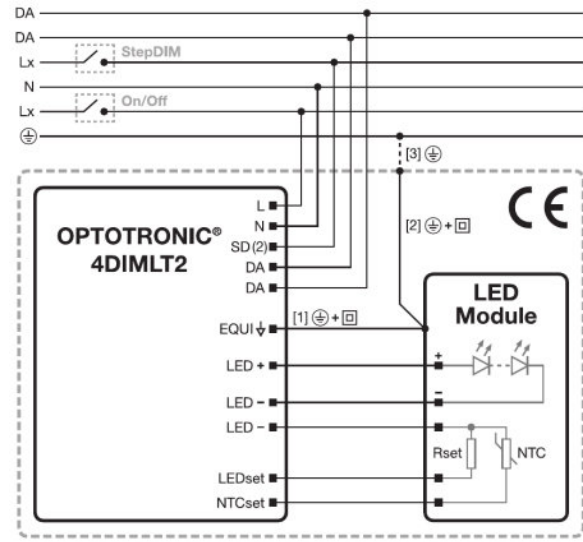 DA
DA
Lx StepDIM
N
Lx On/Off
[3]
[2] +
CE
OPTOTRONIC®
4DIMLT2
L
N
SD (2)
DA
DA
EQUI
[1] +
LED +
LED -
LED -
LEDset
NTCset
LED
Module
+
-
Rset
NTC